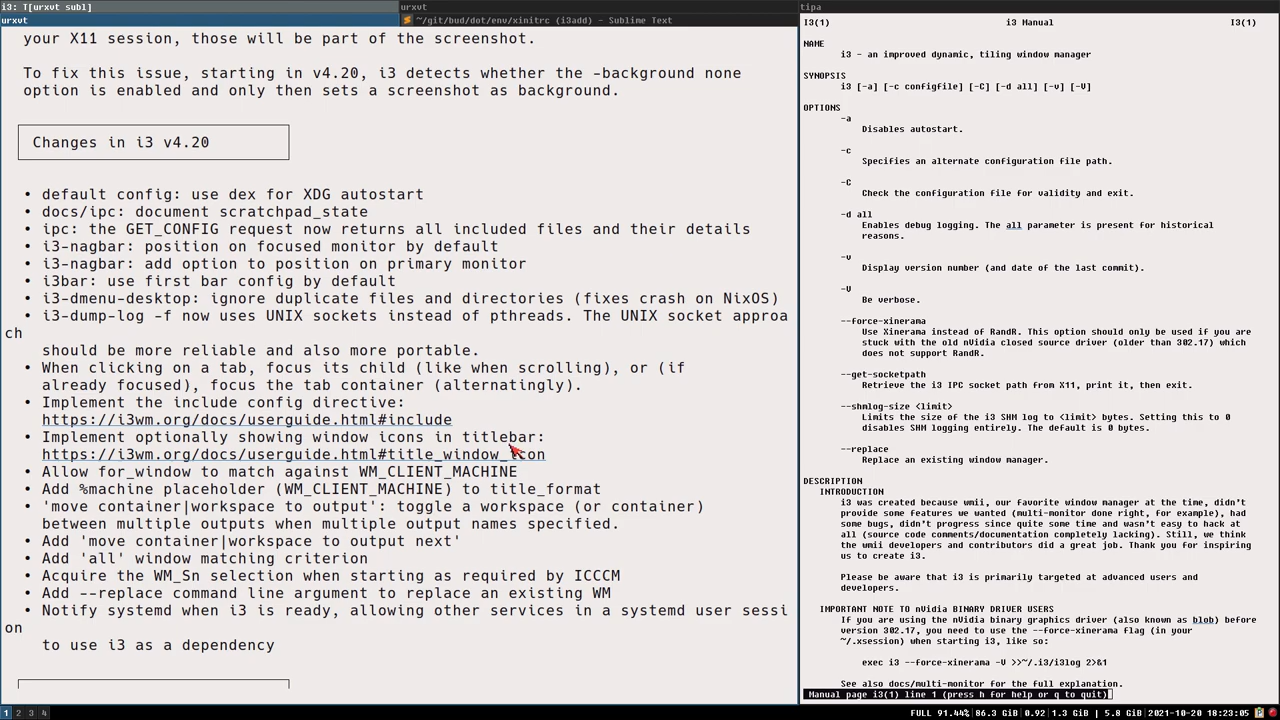 i3: T[urxvt subl]
urxvt
~/git/bud/dot/env/xinitrc (i3add) - Sublime Text
your X11 session, those will be part of the screenshot.
To fix this issue, starting in v4.20, i3 detects whether the -background none
option is enabled and only then sets a screenshot as background.
Changes in i3 v4.20
• default config: use dex for XDG autostart
• docs/ipc: document scratchpad_state
• ipc: the GET_CONFIG request now returns all included files and their details
• i3-nagbar: position on focused monitor by default
• i3-nagbar: add option to position on primary monitor
• i3bar: use first bar config by default
• i3-dmenu-desktop: ignore duplicate files and directories (fixes crash on NixOS)
• i3-dump-log -f now uses UNIX sockets instead of pthreads. The UNIX socket approa
ch
should be more reliable and also more portable.
• When clicking on a tab, focus its child (like when scrolling), or (if
already focused), focus the tab container (alternatingly).
• Implement the include config directive:
https://i3wm.org/docs/userguide.html#include
• Implement optionally showing window icons in titlebar:
https://i3wm.org/docs/userguide.html#title_window_icon
• Allow for_window to match against WM_CLIENT_MACHINE
• Add %machine placeholder (WM_CLIENT_MACHINE) to title_format
• 'move container|workspace to output': toggle a workspace (or container)
between multiple outputs when multiple output names specified.
• Add 'move container|workspace to output next'
• Add 'all' window matching criterion
• Acquire the WM_Sn selection when starting as required by ICCCM
• Add --replace command line argument to replace an existing WM
• Notify systemd when i3 is ready, allowing other services in a systemd user sessi
on
to use i3 as a dependency
urxvt
tipa
I3(1) i3 Manual I3(1)
NAME
i3 - an improved dynamic, tiling window manager
SYNOPSIS
i3 [-a] [-c configfile] [-C] [-d all] [-v] [-V]
OPTIONS
-a
Disables autostart.
-c
Specifies an alternate configuration file path.
-C
Check the configuration file for validity and exit.
-d all
Enables debug logging. The all parameter is present for historical
reasons.
-v
Display version number (and date of the last commit).
-V
Be verbose.
--force-xinerama
Use Xinerama instead of RandR. This option should only be used if you are
stuck with the old nVidia closed source driver (older than 302.17) which
does not support RandR.
--get-socketpath
Retrieve the i3 IPC socket path from X11, print it, then exit.
--shmlog-size <limit>
Limits the size of the i3 SHM log to <limit> bytes. Setting this to 0
disables SHM logging entirely. The default is 0 bytes.
--replace
Replace an existing window manager.
DESCRIPTION
INTRODUCTION
i3 was created because wmii, our favorite window manager at the time, didn't
provide some features we wanted (multi-monitor done right, for example), had
some bugs, didn't progress since quite some time and wasn't easy to hack at
all (source code comments/documentation completely lacking). Still, we think
the wmii developers and contributors did a great job. Thank you for inspiring
us to create i3.
Please be aware that i3 is primarily targeted at advanced users and
developers.
IMPORTANT NOTE TO nVidia BINARY DRIVER USERS
If you are using the nVidia binary graphics driver (also known as blob) before
version 302.17, you need to use the --force-xinerama flag (in your
~/.xsession) when starting i3, like so:
exec i3 --force-xinerama -V >>~/.i3/i3log 2>&1
See also docs/multi-monitor for the full explanation.
Manual page i3(1) line 1 (press h for help or q to quit)
1 2 3 4
FULL 91.44%| 86.3 GiB | 0.92 | 1.3 GiB | 5.8 GiB | 2021-10-20 18:23:05